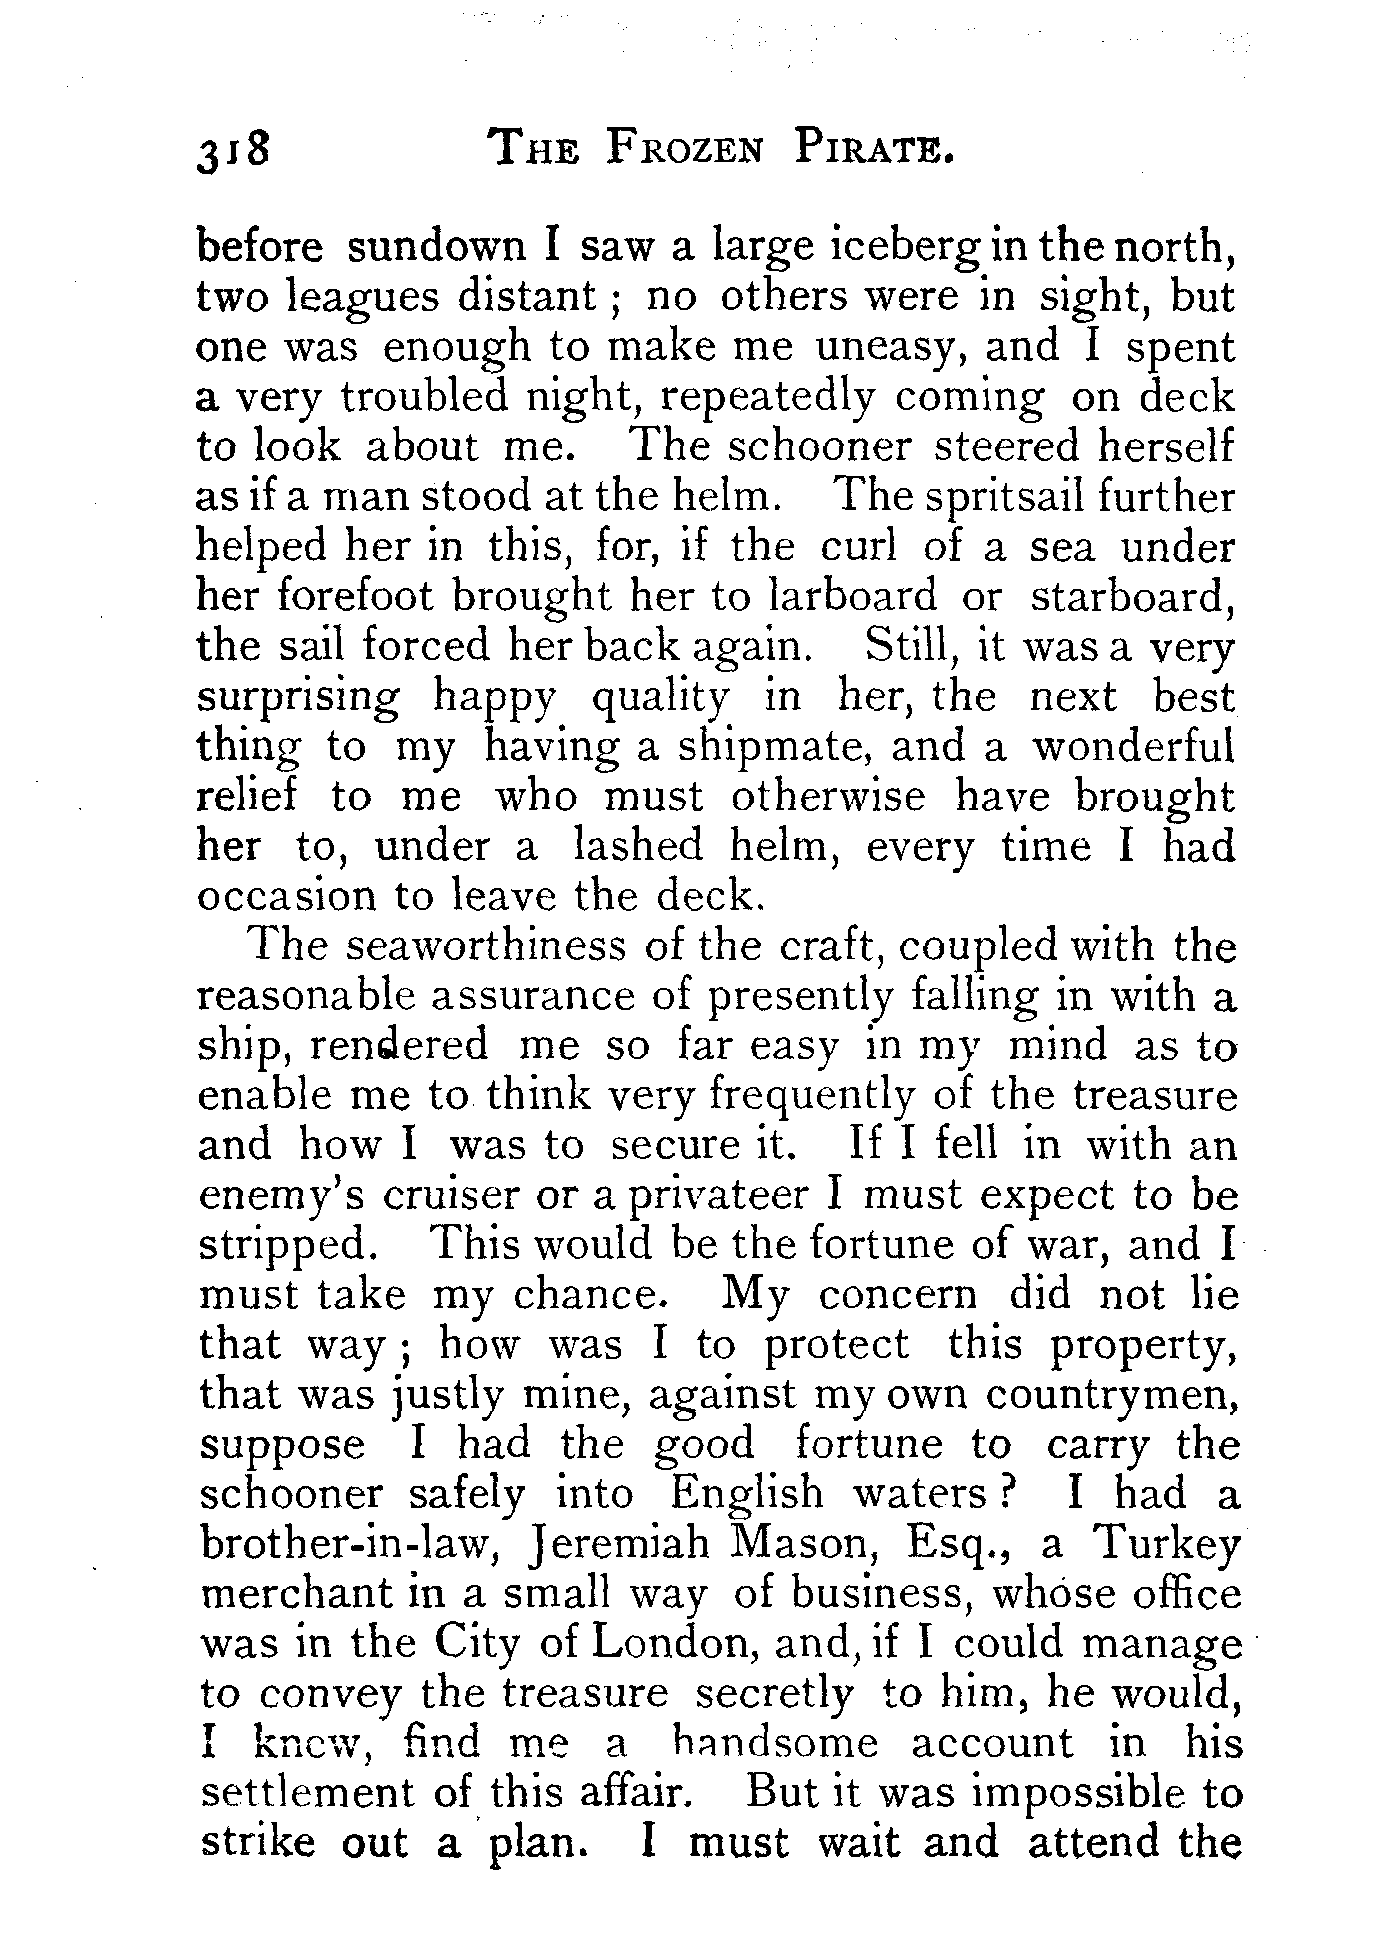 318 THE FROZEN PIRATE.
before sundown I saw a large iceberg in the north,
two leagues distant ; no others were in sight, but
one was enough to make me uneasy, and I spent
a very troubled night, repeatedly coming on deck
to look about me. The schooner steered herself
as if a man stood at the helm. The spritsail further
helped her in this, for, if the curl of a sea under
her forefoot brought her to larboard or starboard,
the sail forced her back again. Still, it was a very
surprising happy quality in her, the next best
thing to my having a shipmate, and a wonderful
relief to me who must otherwise have brought
her to, under a lashed helm, every time I had
occasion to leave the deck.
The seaworthiness of the craft, coupled with the
reasonable assurance of presently falling in with a
ship, rendered me so far easy in my mind as to
enable me to think very frequently of the treasure
and how I was to secure it. If I fell in with an
enemy's cruiser or a privateer I must expect to be
stripped. This would be the fortune of war, and I
must take my chance. My concern did not lie
that way ; how was I to protect this property,
that was justly mine, against my own countrymen,
suppose I had the good fortune to carry the
schooner safely into English waters ? I had a
brother-in-law, Jeremiah Mason, Esq., a Turkey
merchant in a small way of business, whose office
was in the City of London, and, if I could manage
to convey the treasure secretly to him, he would,
I knew, find me a handsome account in his
settlement of this affair. But it was impossible to
strike out a plan. I must wait and attend the